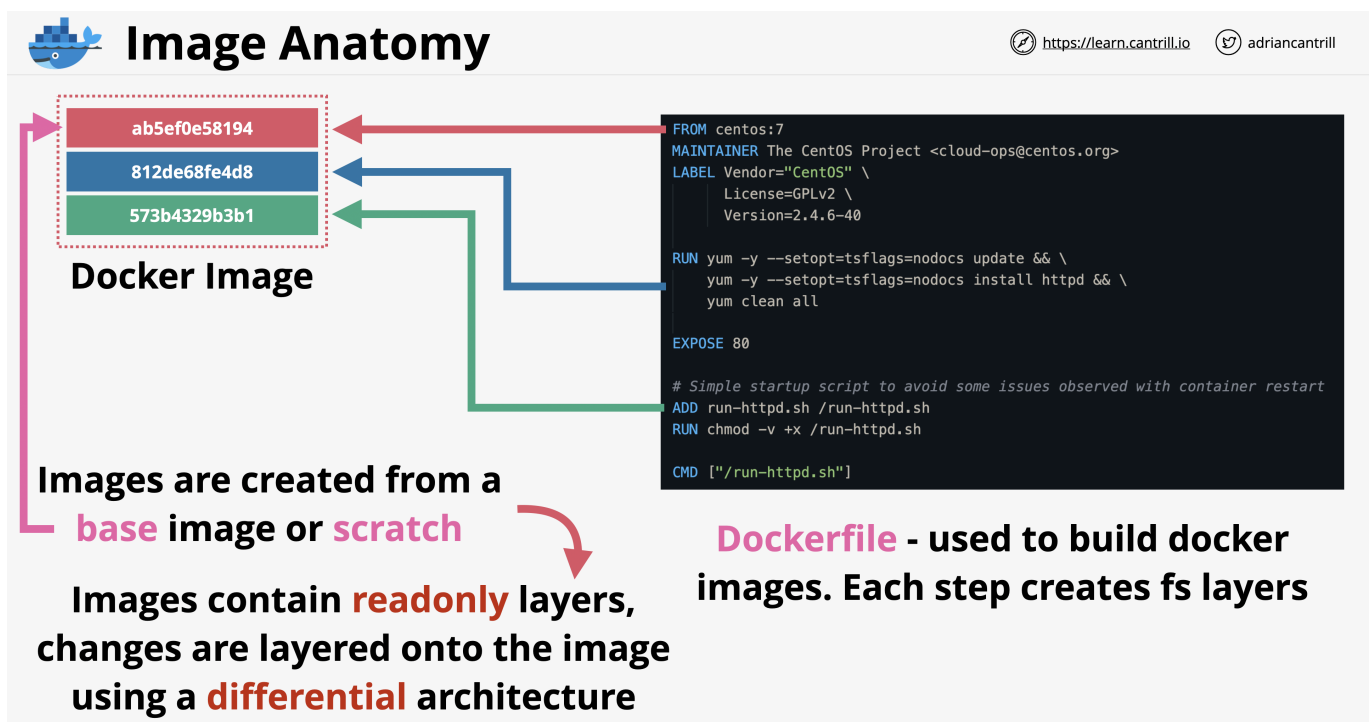 Image Anatomy
https://learn.cantrill.io
adriancantrill
ab5ef0e58194
812de68fe4d8
573b4329b3b1
Docker Image
FROM centos:7
MAINTAINER The CentOS Project <cloud-ops@centos.org>
LABEL Vendor="CentOS" \
      License=GPLv2 \
      Version=2.4.6-40
RUN yum -y --setopt=tsflags=nodocs update && \
    yum -y --setopt=tsflags=nodocs install httpd && \
    yum clean all
EXPOSE 80
# Simple startup script to avoid some issues observed with container restart
ADD run-httpd.sh /run-httpd.sh
RUN chmod -v +x /run-httpd.sh
CMD ["/run-httpd.sh"]
Images are created from a
base image or scratch
Images contain readonly layers,
changes are layered onto the image
using a differential architecture
Dockerfile - used to build docker
images. Each step creates fs layers